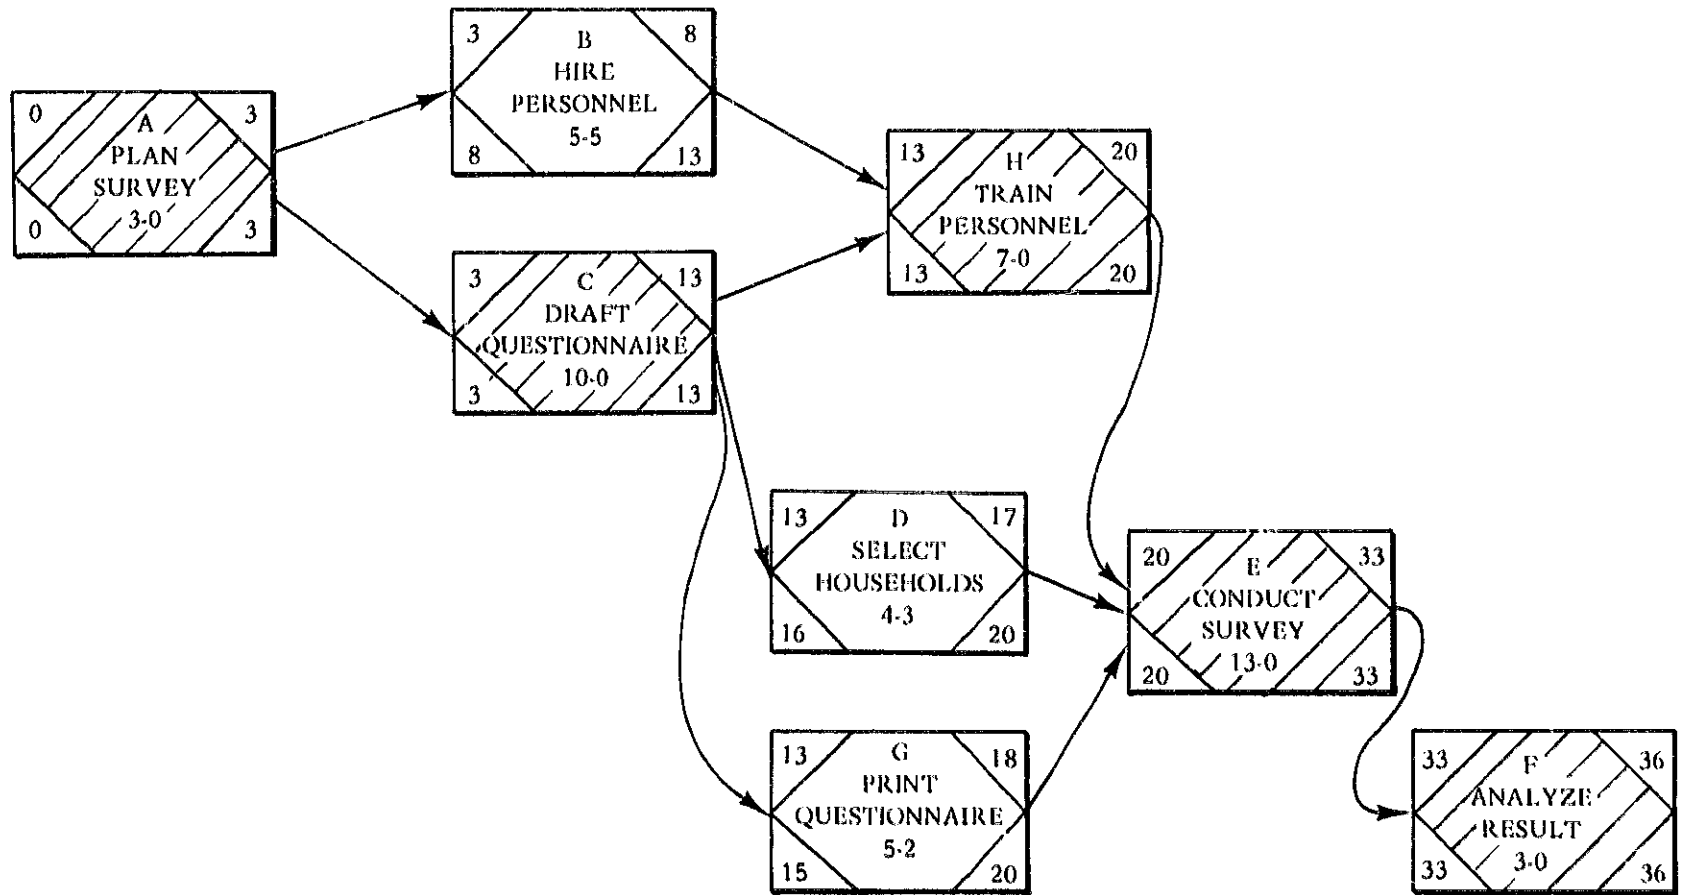 3
8
B
HIRE
PERSONNEL
5-5
8
13
0
3
A
PLAN
SURVEY
3-0
0
3
13
20
H
TRAIN
PERSONNEL
7-0
13
20
3
13
C
DRAFT
QUESTIONNAIRE
10-0
3
13
13
17
D
SELECT
HOUSEHOLDS
4-3
16
20
20
33
E
CONDUCT
SURVEY
13-0
20
33
13
18
G
PRINT
QUESTIONNAIRE
5-2
15
20
33
36
F
ANALYZE
RESULT
3-0
33
36